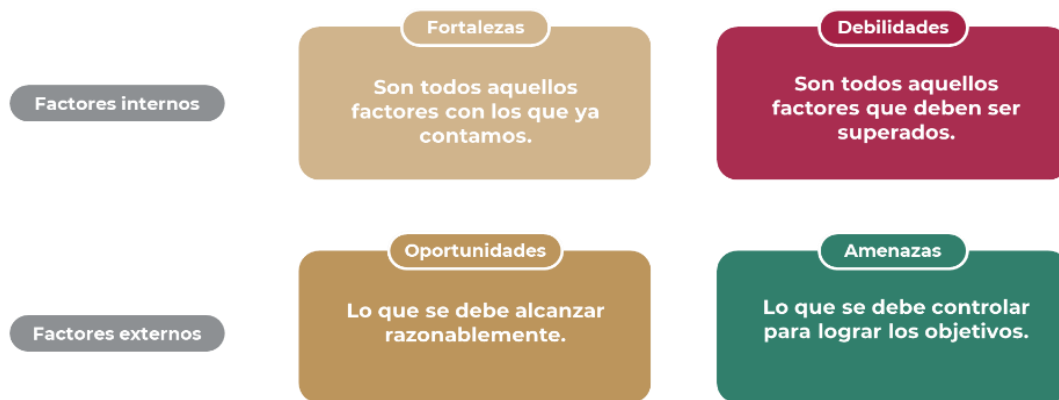 Fortalezas
Debilidades
Factores internos
Son todos aquellos
factores con los que ya
contamos.
Son todos aquellos
factores que deben ser
superados.
Oportunidades
Amenazas
Factores externos
Lo que se debe alcanzar
razonablemente.
Lo que se debe controlar
para lograr los objetivos.